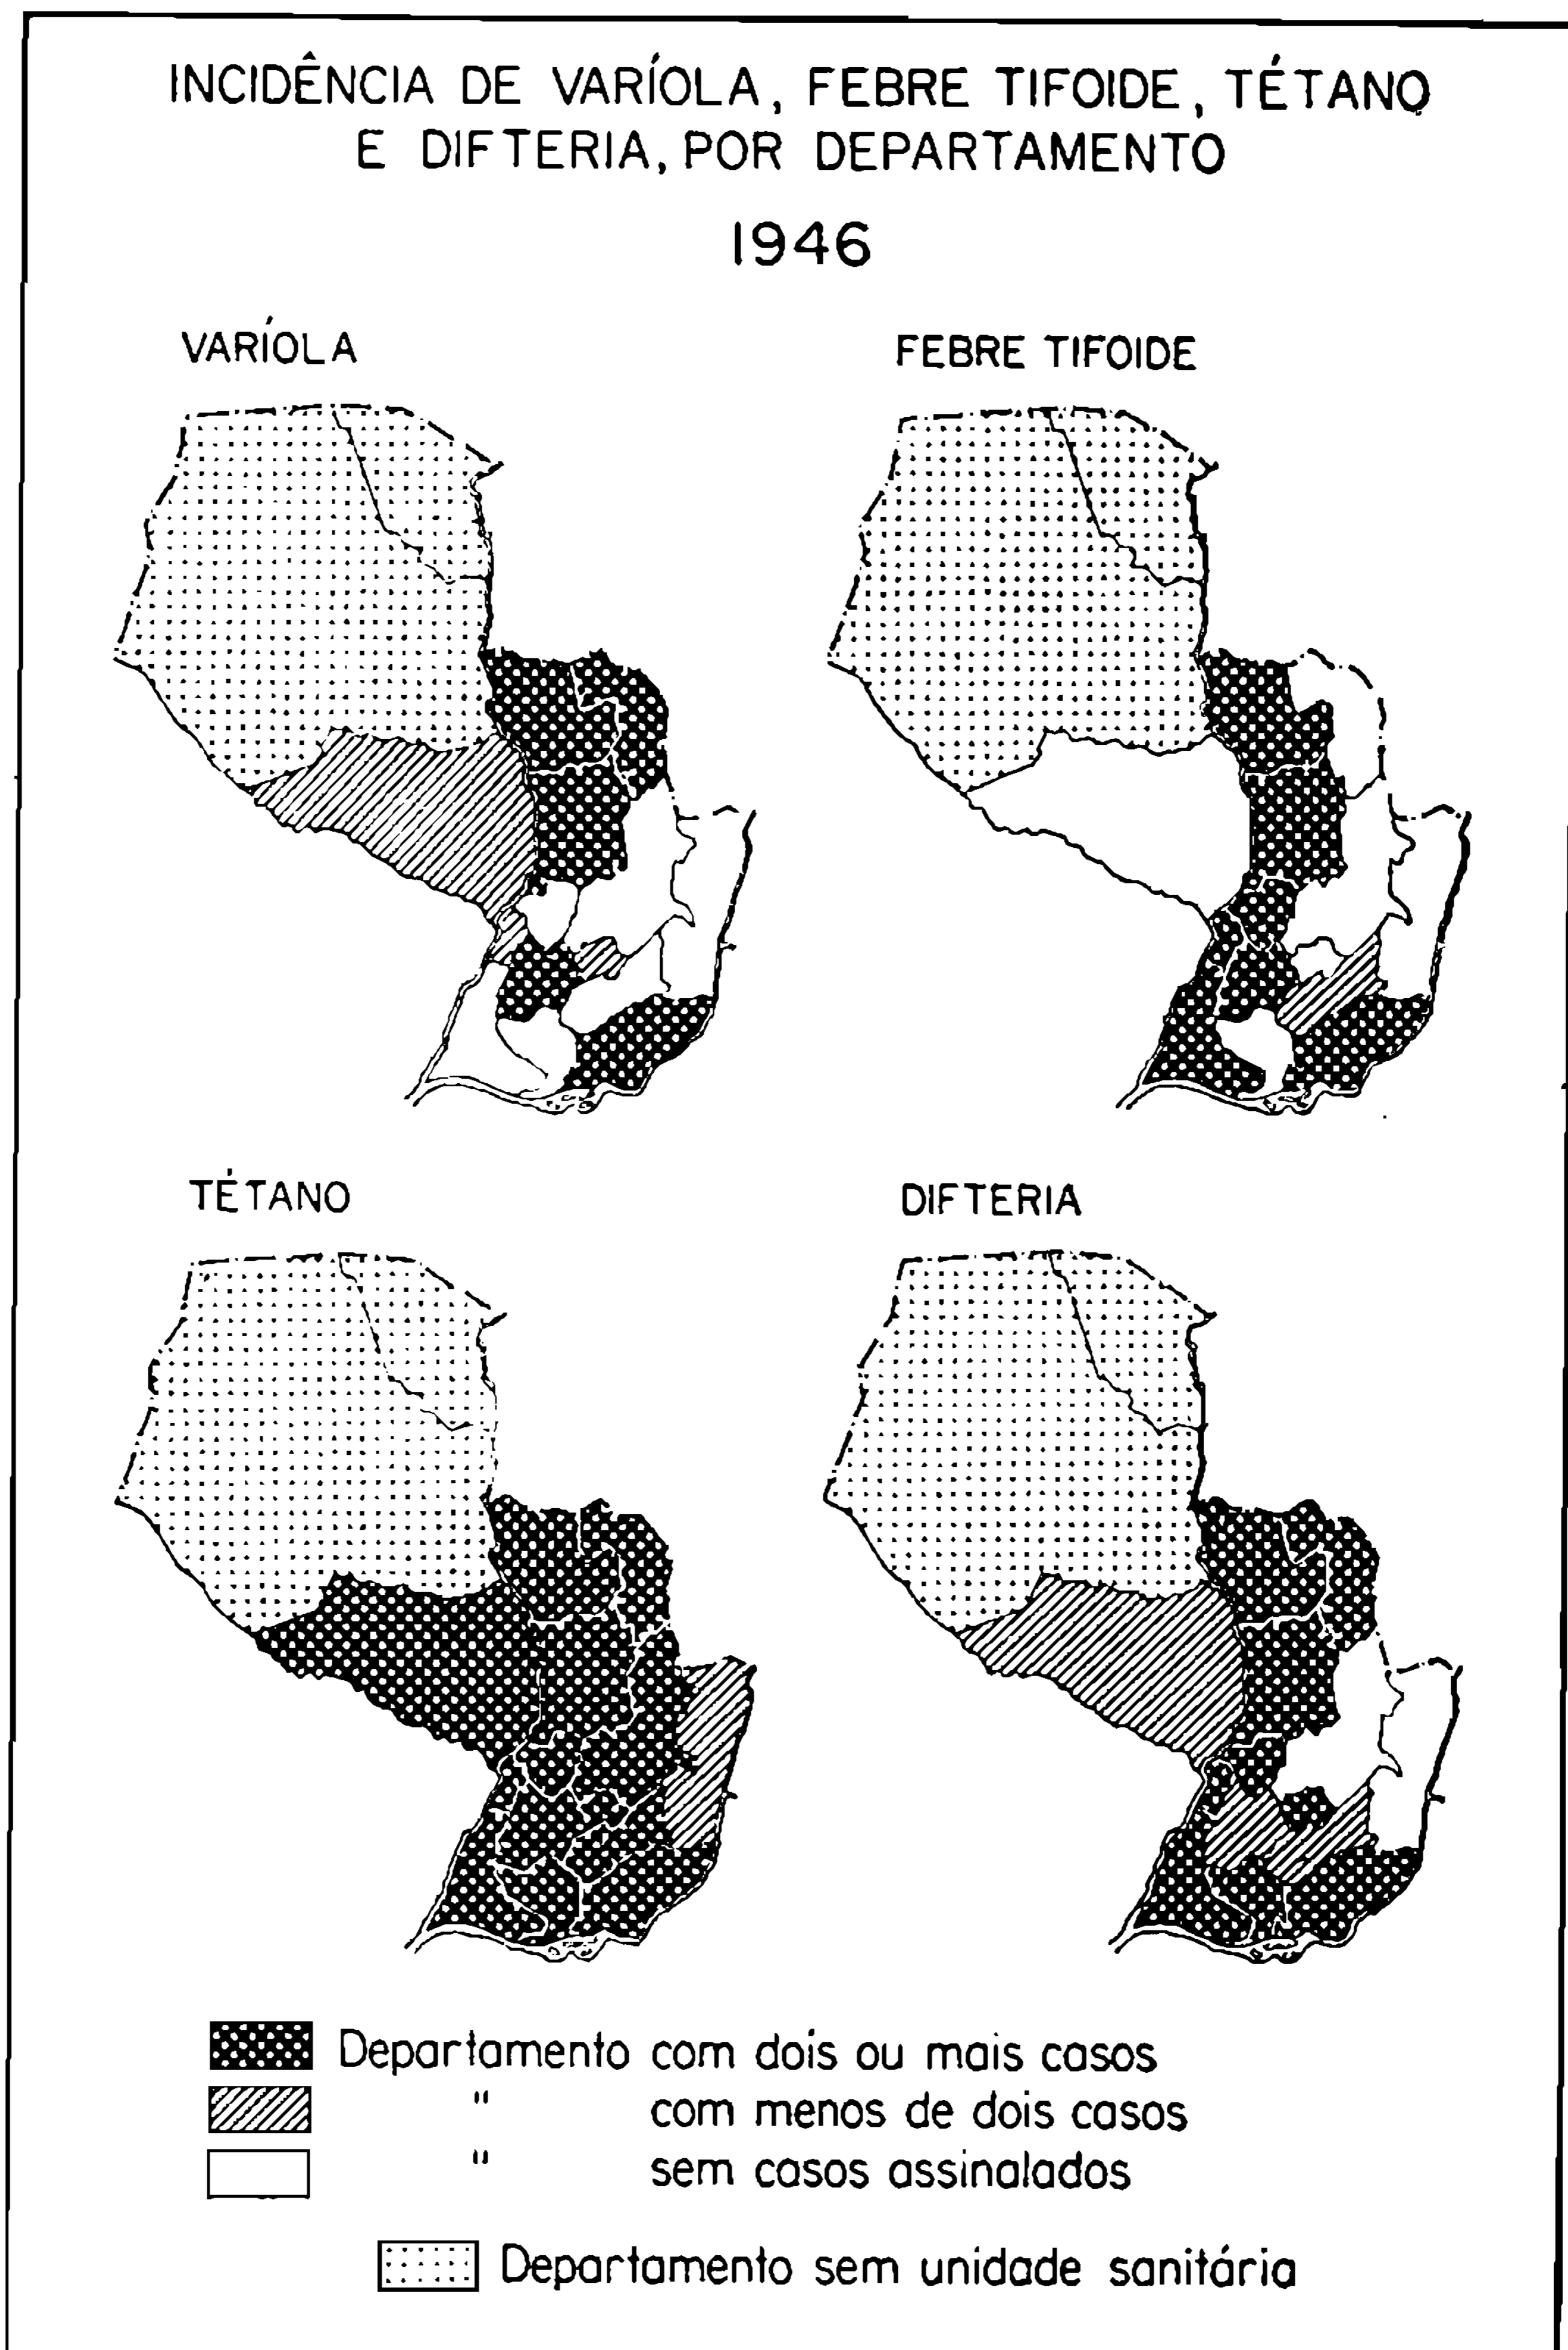 INCIDÊNCIA DE VARÍOLA, FEBRE TIFOIDE, TÉTANO
E DIFTERIA, POR DEPARTAMENTO
1946
VARÍOLA
FEBRE TIFOIDE
TÉTANO
DIFTERIA
Departamento com dois ou mais casos
" com menos de dois casos
" sem casos assinalados
Departamento sem unidade sanitária